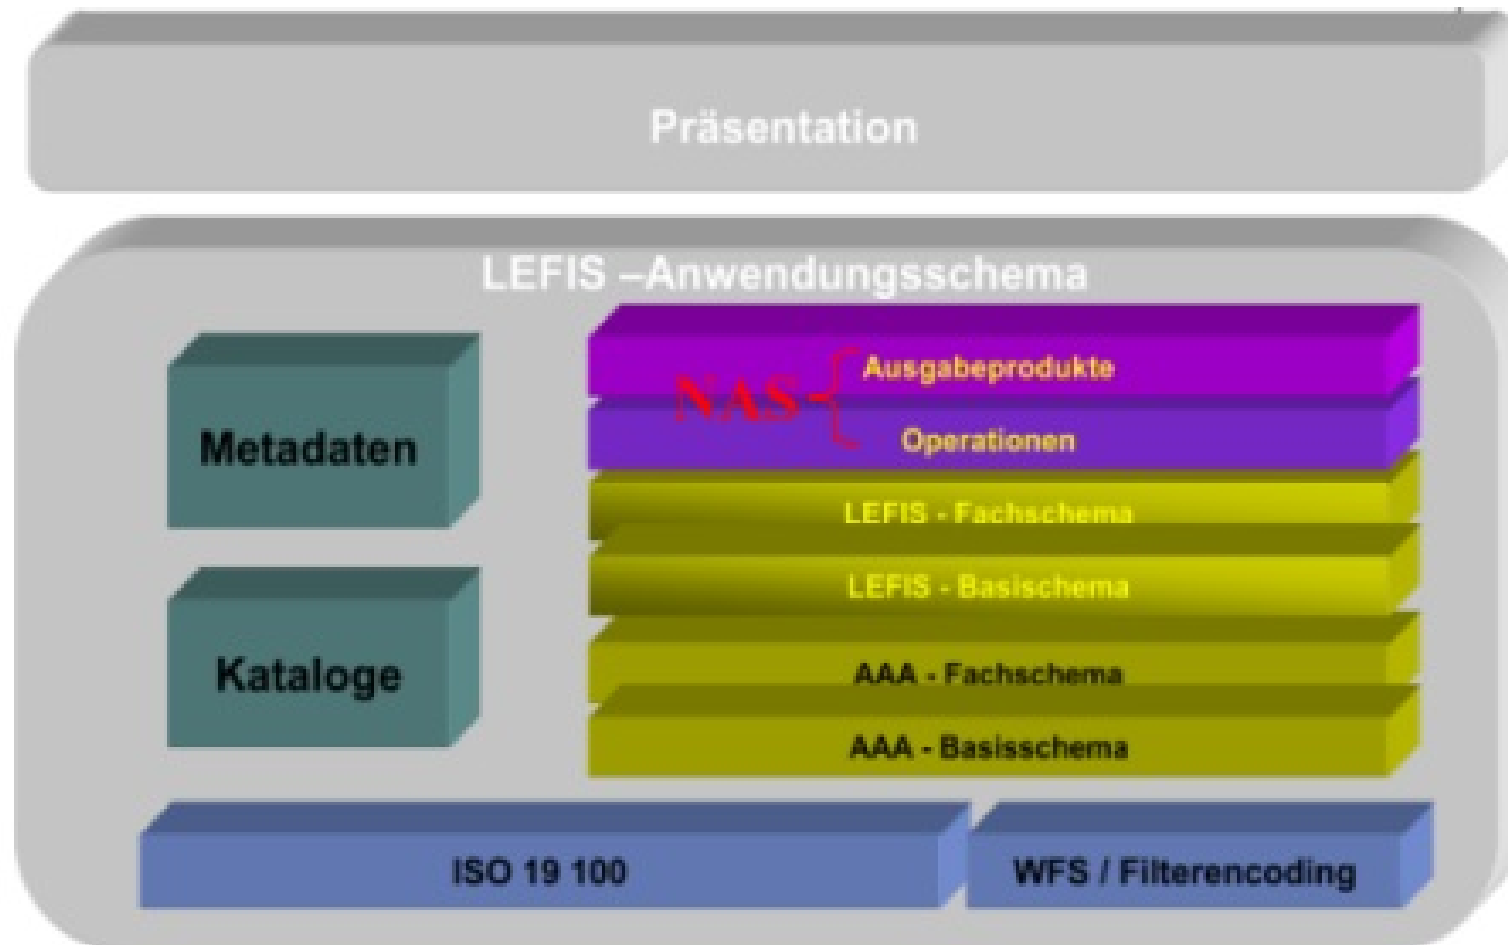 Präsentation
LEFIS –Anwendungsschema
Metadaten
Kataloge
NAS
Ausgabeprodukte
Operationen
LEFIS - Fachschema
LEFIS - Basischema
AAA - Fachschema
AAA - Basisschema
ISO 19 100
WFS / Filterencoding